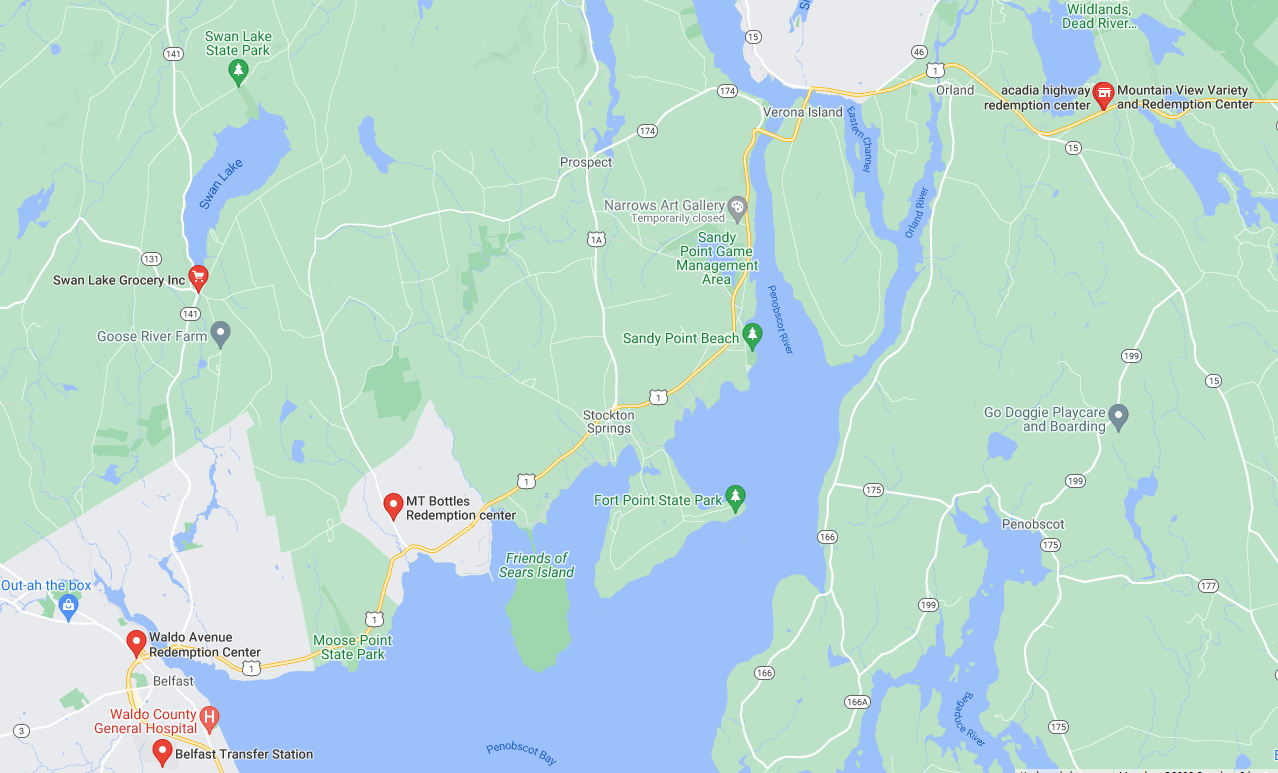 Wildlands,
Dead River...
15
Swan Lake
State Park
141
46
1
174
Orland
acadia highway
redemption center
Mountain View Variety
and Redemption Center
Verona Island
174
Eastern Channel
15
Prospect
Swan Lake
Narrows Art Gallery
Temporarily closed
Orland River
1A
Sandy
Point Game
Management
Area
131
Swan Lake Grocery Inc
141
Penobscot River
Goose River Farm
Sandy Point Beach
199
15
1
Stockton
Springs
Go Doggie Playcare
and Boarding
1
199
175
MT Bottles
Redemption center
Fort Point State Park
Penobscot
166
175
Friends of
Sears Island
Out-ah the box
177
199
1
Waldo Avenue
Redemption Center
Moose Point
State Park
1
166
Belfast
166A
Bagaduce River
Waldo County
General Hospital
3
175
Belfast Transfer Station
Penobscot Bay